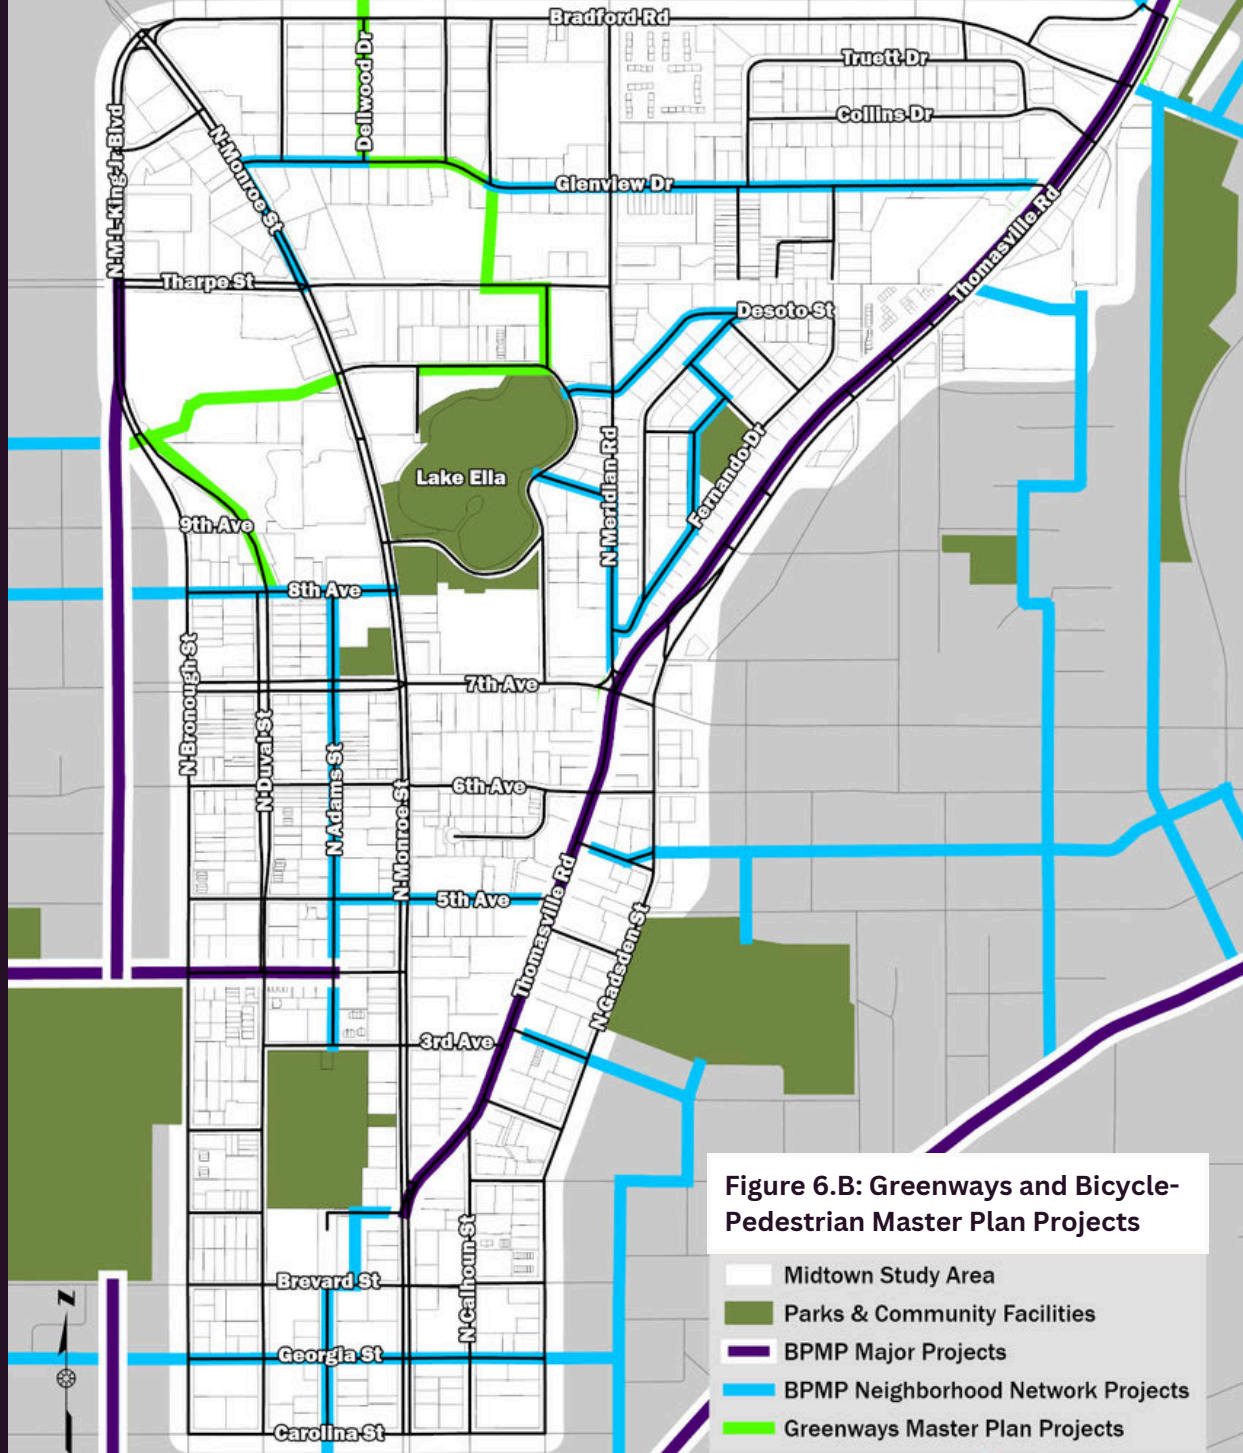 Bradford Rd
Dellwood Dr
Truett Dr
Collins Dr
N M L King Jr Blvd
N Monroe St
Glenview Dr
Thomasville Rd
Tharpe St
Desoto St
Lake Ella
N Meridian Rd
Fernando Dr
9th Ave
8th Ave
N Bronough St
7th Ave
N Duval St
N Adams St
N Monroe St
6th Ave
5th Ave
Thomasville Rd
N Gadsden St
3rd Ave
N Calhoun St
Brevard St
Georgia St
Carolina St
N
Figure 6.B: Greenways and Bicycle-
Pedestrian Master Plan Projects
Midtown Study Area
Parks & Community Facilities
BPMP Major Projects
BPMP Neighborhood Network Projects
Greenways Master Plan Projects